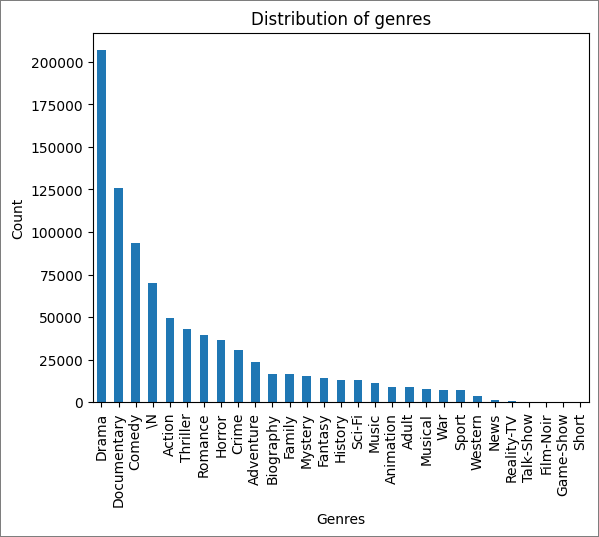 Distribution of genres
200000
175000
150000
125000
100000
75000
50000
25000
0
Count
Drama
Documentary
Comedy
\N
Action
Thriller
Romance
Horror
Crime
Adventure
Biography
Family
Mystery
Fantasy
History
Sci-Fi
Music
Animation
Adult
Musical
War
Sport
Western
News
Reality-TV
Talk-Show
Film-Noir
Game-Show
Short
Genres